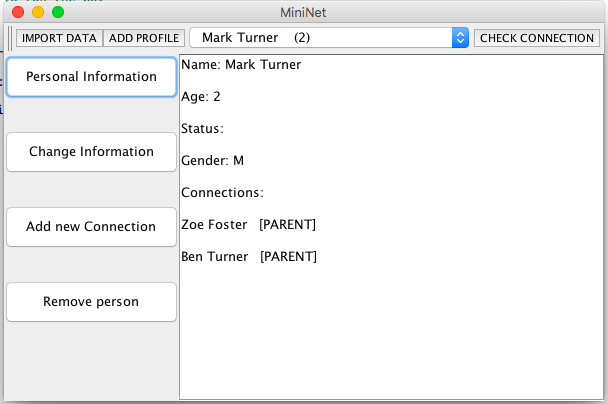 MiniNet
IMPORT DATA ADD PROFILE Mark Turner (2) CHECK CONNECTION
Personal Information
Change Information
Add new Connection
Remove person
Name: Mark Turner
Age: 2
Status:
Gender: M
Connections:
Zoe Foster [PARENT]
Ben Turner [PARENT]